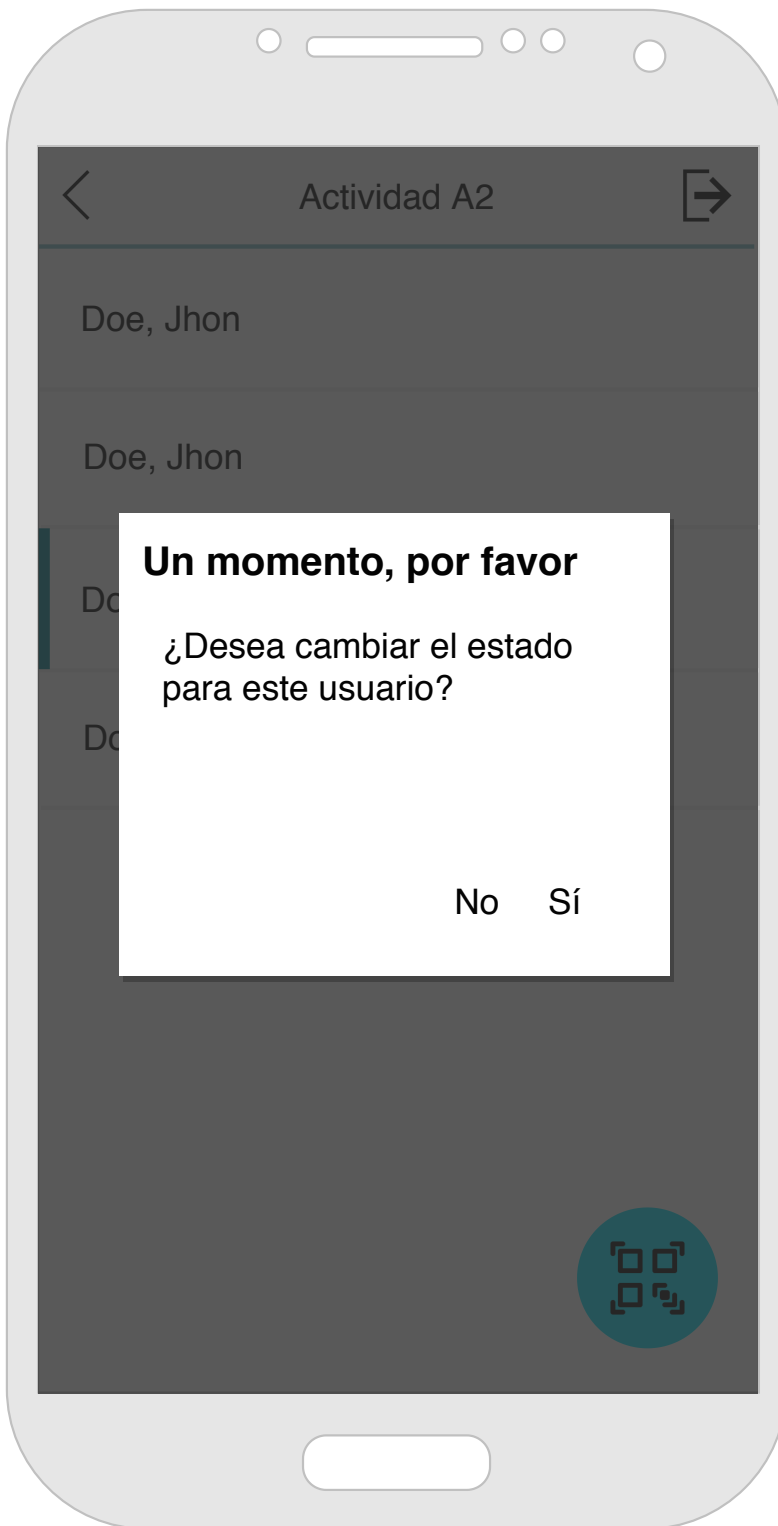 Actividad A2
Doe, Jhon
Doe, Jhon
Un momento, por favor
¿Desea cambiar el estado
para este usuario?
No Sí